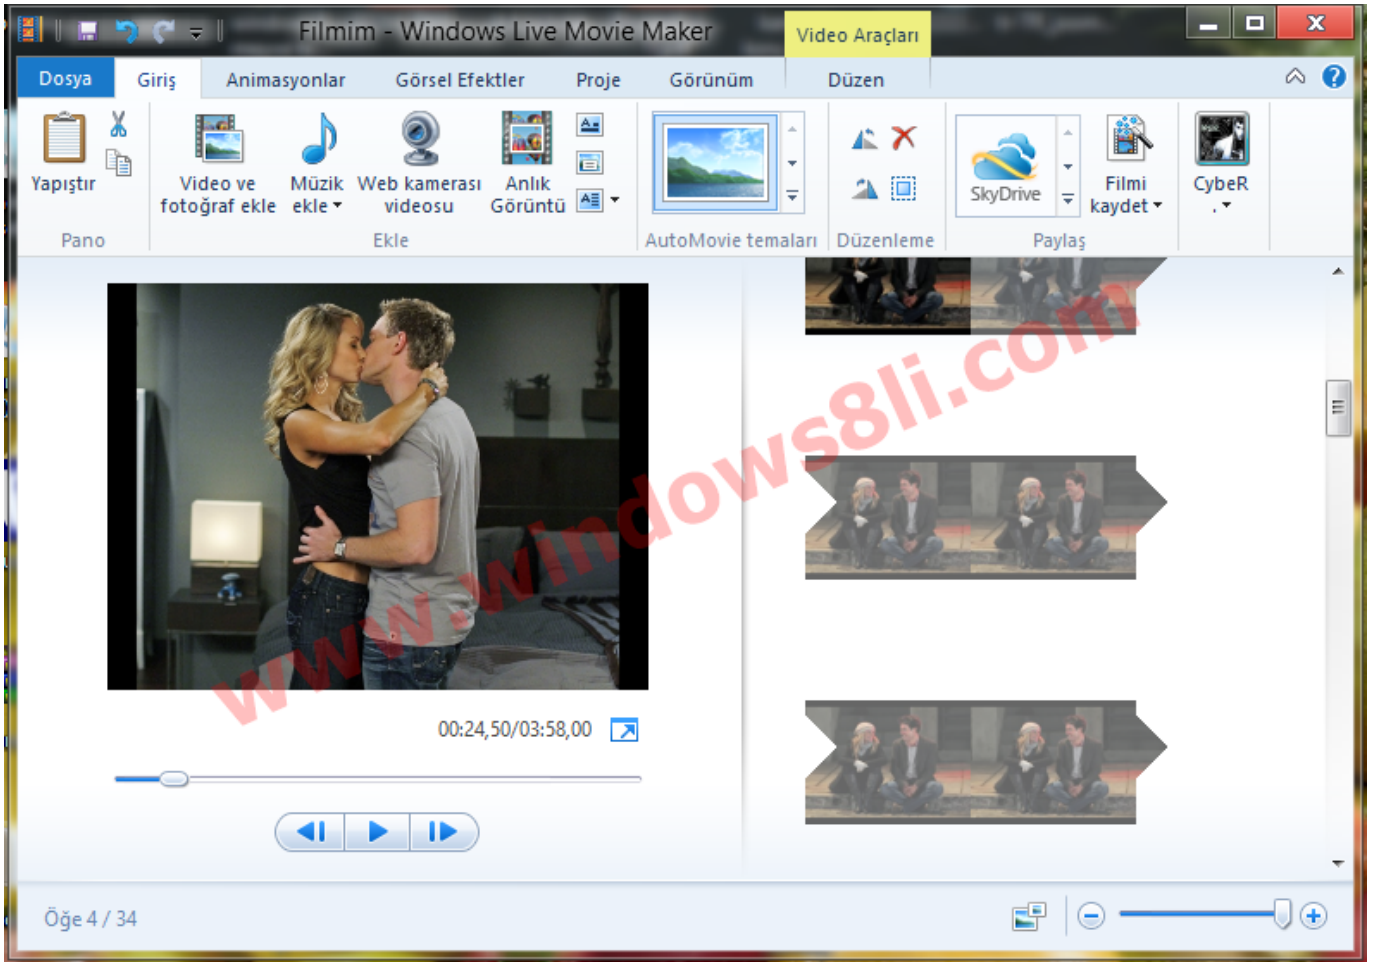 Filmim - Windows Live Movie Maker
Video Araçları
Dosya
Giriş
Animasyonlar
Görsel Efektler
Proje
Görünüm
Düzen
Yapıştır
Video ve
fotoğraf ekle
Müzik
ekle
Web kamerası
videosu
Anlık
Görüntü
SkyDrive
Filmi
kaydet
CybeR
.
Pano
Ekle
AutoMovie temaları
Düzenleme
Paylaş
www.windows8li.com
00:24,50/03:58,00
Öğe 4 / 34